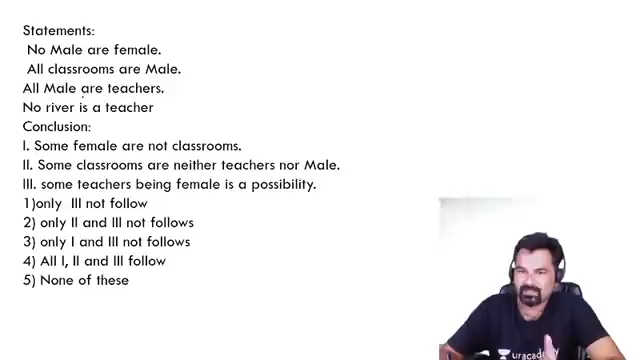 Statements:
No Male are female.
All classrooms are Male.
All Male are teachers.
No river is a teacher
Conclusion:
I. Some female are not classrooms.
II. Some classrooms are neither teachers nor Male.
III. some teachers being female is a possibility.
1)only III not follow
2) only II and III not follows
3) only I and III not follows
4) All I, II and III follow
5) None of these